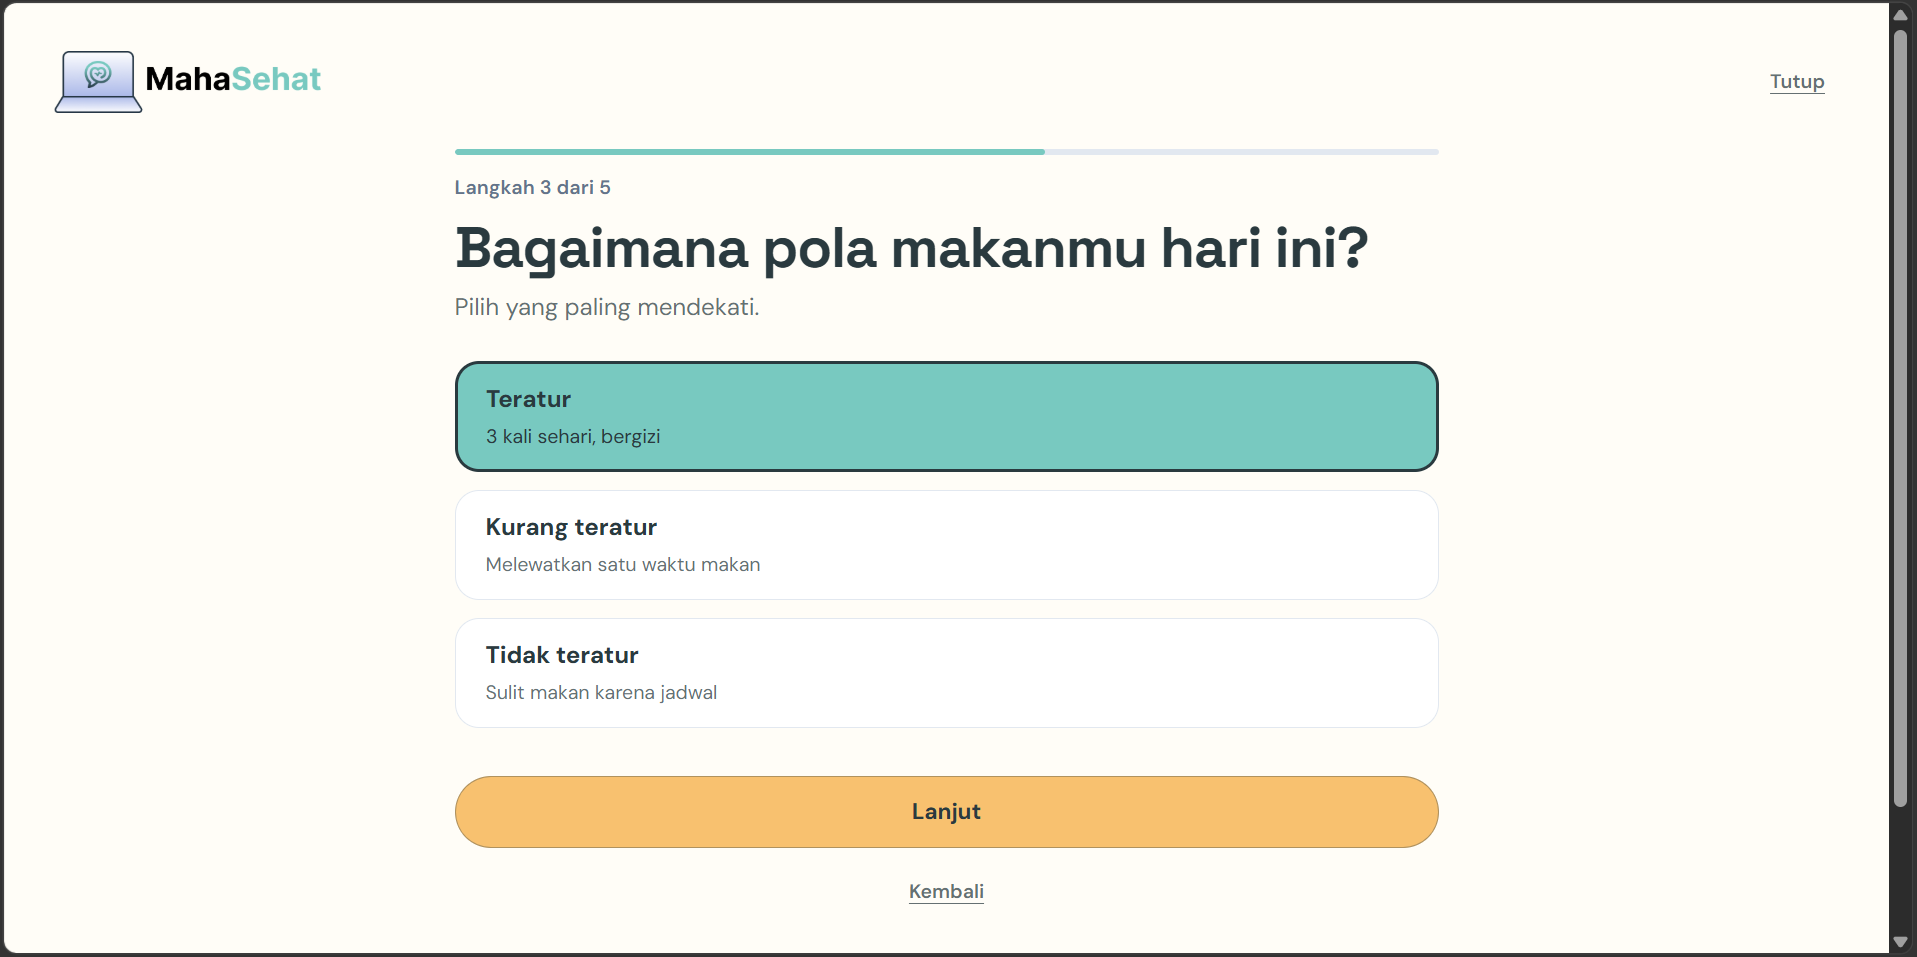 MahaSehat
Tutup
Langkah 3 dari 5
Bagaimana pola makanmu hari ini?
Pilih yang paling mendekati.
Teratur
3 kali sehari, bergizi
Kurang teratur
Melewatkan satu waktu makan
Tidak teratur
Sulit makan karena jadwal
Lanjut
Kembali